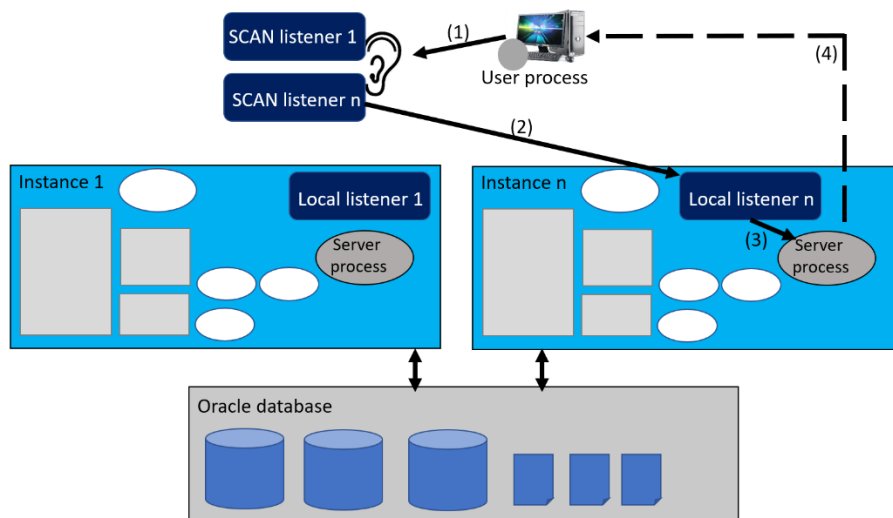 SCAN listener 1
(1)
(4)
User process
SCAN listener n
(2)
Instance 1
Local listener 1
Server
process
Instance n
Local listener n
(3)
Server
process
Oracle database